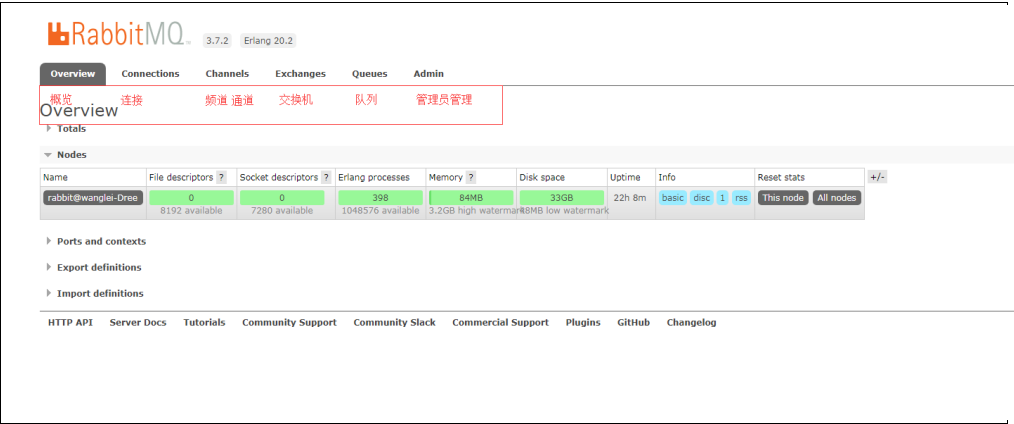 RabbitMQ™ 3.7.2 Erlang 20.2
Overview Connections Channels Exchanges Queues Admin
概览 连接 频道 通道 交换机 队列 管理员管理
Overview
Totals
Nodes
Name File descriptors ? Socket descriptors ? Erlang processes Memory ? Disk space Uptime Info Reset stats +/-
rabbit@wanglei-Dree 0 0 398 84MB 33GB 22h 8m basic disc 1 rss This node All nodes
8192 available 7280 available 1048576 available 3.2GB high watermark 48MB low watermark
Ports and contexts
Export definitions
Import definitions
HTTP API Server Docs Tutorials Community Support Community Slack Commercial Support Plugins GitHub Changelog